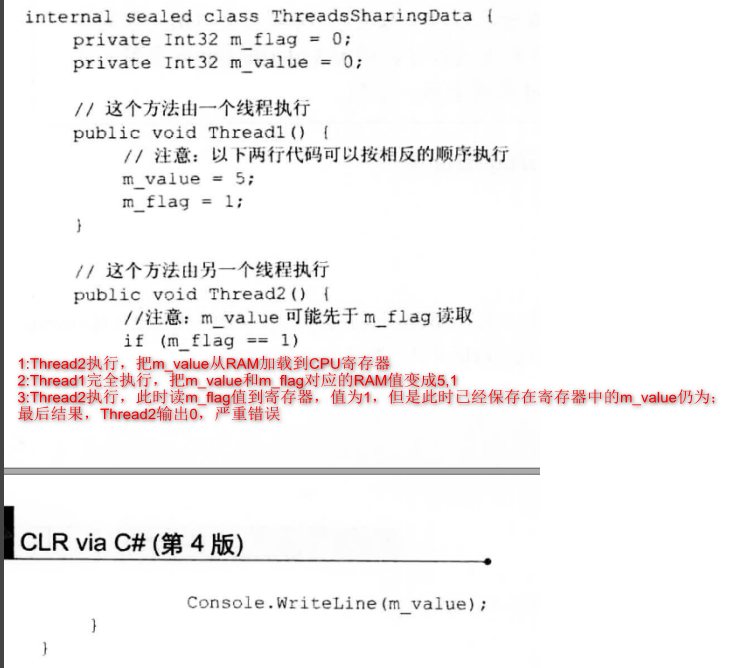 internal sealed class ThreadsSharingData {
private Int32 m_flag = 0;
private Int32 m_value = 0;
// 这个方法由一个线程执行
public void Thread1() {
// 注意：以下两行代码可以按相反的顺序执行
m_value = 5;
m_flag = 1;
}
// 这个方法由另一个线程执行
public void Thread2() {
//注意：m_value 可能先于 m_flag 读取
if (m_flag == 1)
1:Thread2执行，把m_value从RAM加载到CPU寄存器
2:Thread1完全执行，把m_value和m_flag对应的RAM值变成5,1
3:Thread2执行，此时读m_flag值到寄存器，值为1，但是此时已经保存在寄存器中的m_value仍为;
最后结果，Thread2输出0，严重错误
CLR via C# (第 4 版)
Console.WriteLine(m_value);
}
}